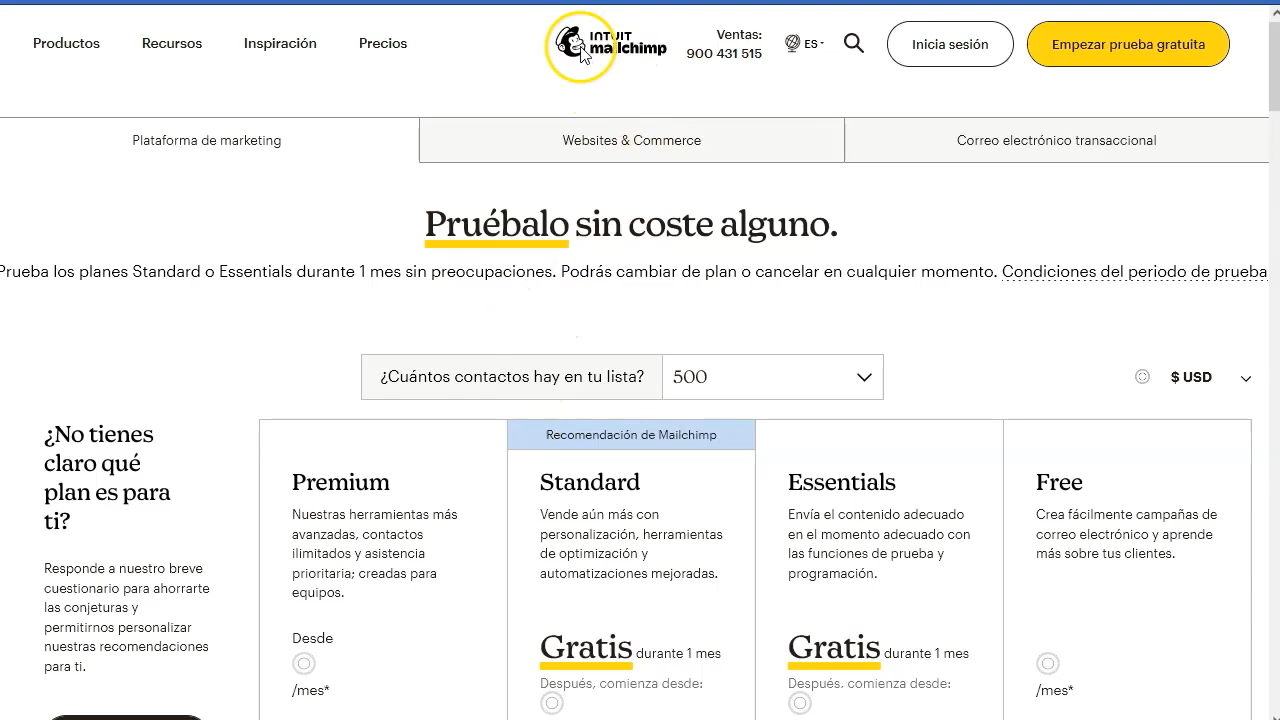 Productos
Recursos
Inspiración
Precios
INTUIT
mailchimp
Ventas:
900 431 515
ES
Inicia sesión
Empezar prueba gratuita
Plataforma de marketing
Websites & Commerce
Correo electrónico transaccional
Pruébalo sin coste alguno.
Prueba los planes Standard o Essentials durante 1 mes sin preocupaciones. Podrás cambiar de plan o cancelar en cualquier momento. Condiciones del periodo de prueba
¿Cuántos contactos hay en tu lista?
500
$ USD
¿No tienes
claro qué
plan es para
ti?
Responde a nuestro breve
cuestionario para ahorrarte
las conjeturas y
permitirnos personalizar
nuestras recomendaciones
para ti.
Premium
Nuestras herramientas más
avanzadas, contactos
ilimitados y asistencia
prioritaria; creadas para
equipos.
Desde
/mes*
Recomendación de Mailchimp
Standard
Vende aún más con
personalización, herramientas
de optimización y
automatizaciones mejoradas.
Gratis durante 1 mes
Después, comienza desde:
Essentials
Envía el contenido adecuado
en el momento adecuado con
las funciones de prueba y
programación.
Gratis durante 1 mes
Después, comienza desde:
Free
Crea fácilmente campañas de
correo electrónico y aprende
más sobre tus clientes.
/mes*